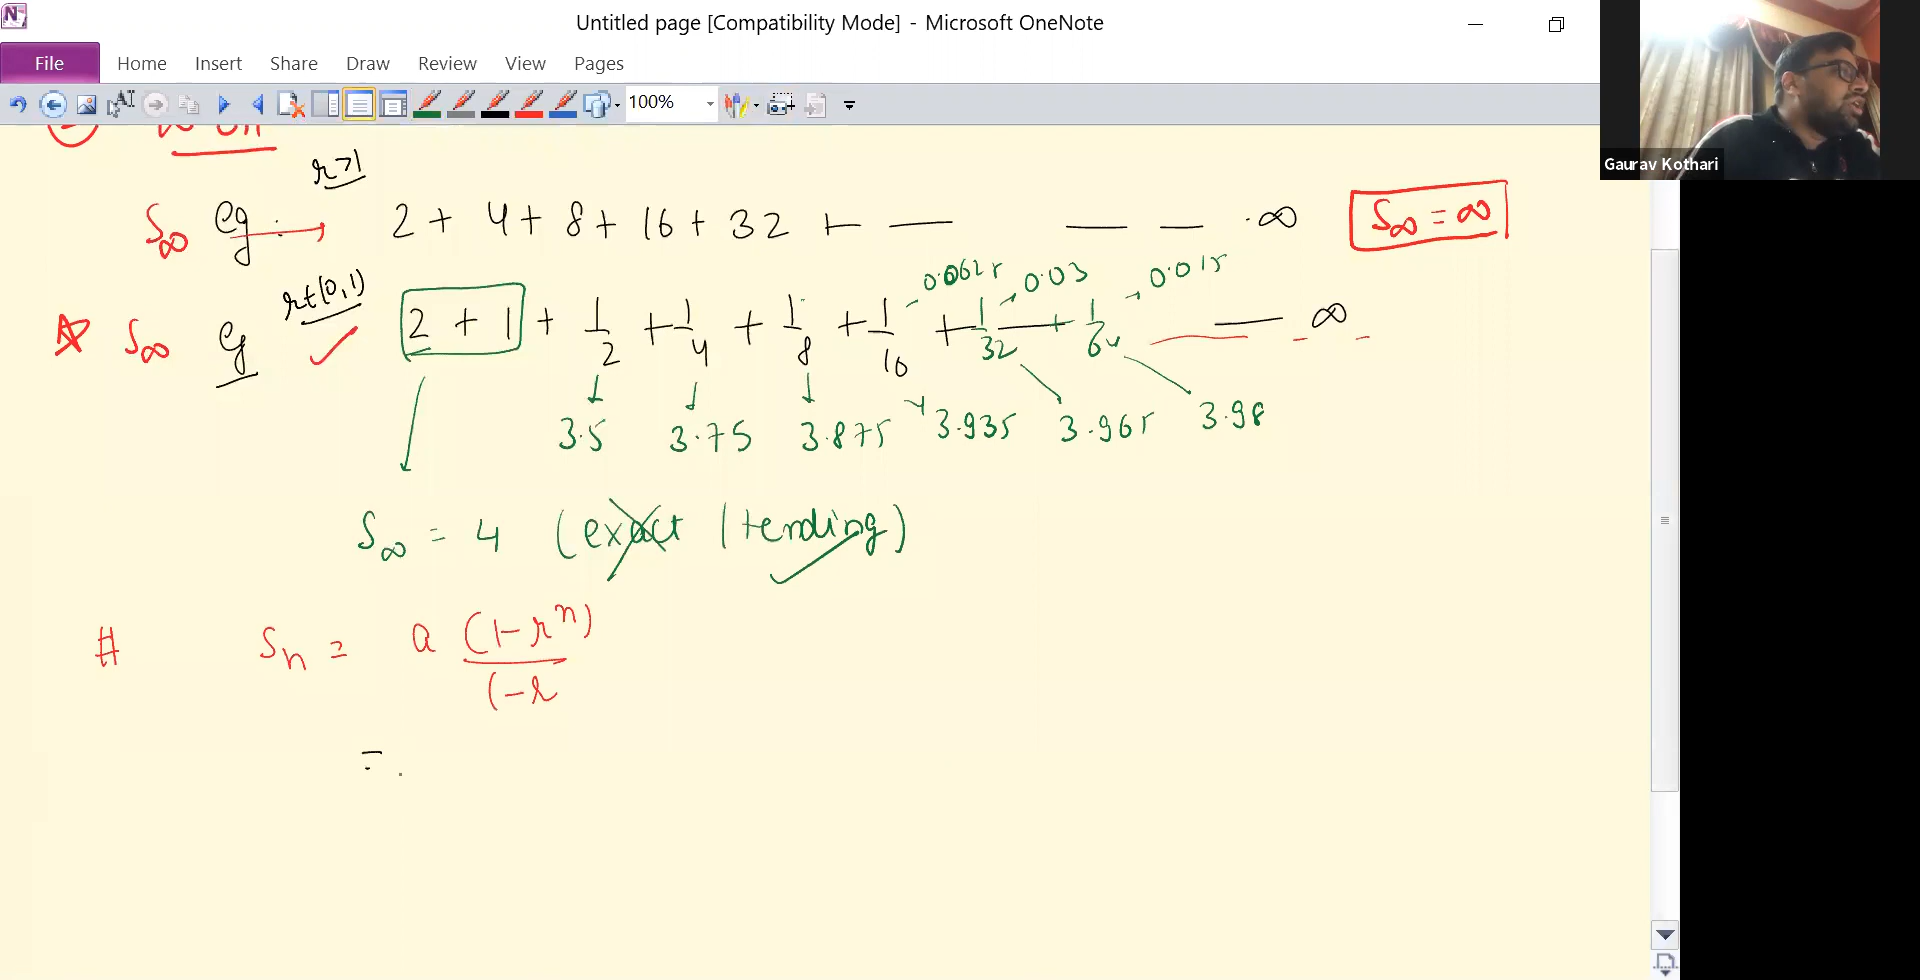 Untitled page [Compatibility Mode] - Microsoft OneNote
File Home Insert Share Draw Review View Pages
100%
Gaurav Kothari
r>1
S∞ eg. → 2 + 4 + 8 + 16 + 32 + — — — ∞ S∞ = ∞
0.0625 0.03 0.015
r∈(0,1)
S∞ eg 2 + 1 + 1/2 + 1/4 + 1/8 + 1/16 + 1/32 + 1/64 — ∞
3.5 3.75 3.875 3.935 3.965 3.98
S∞ = 4 (exact | tending)
# Sn = a (1-r^n)/(1-r
=